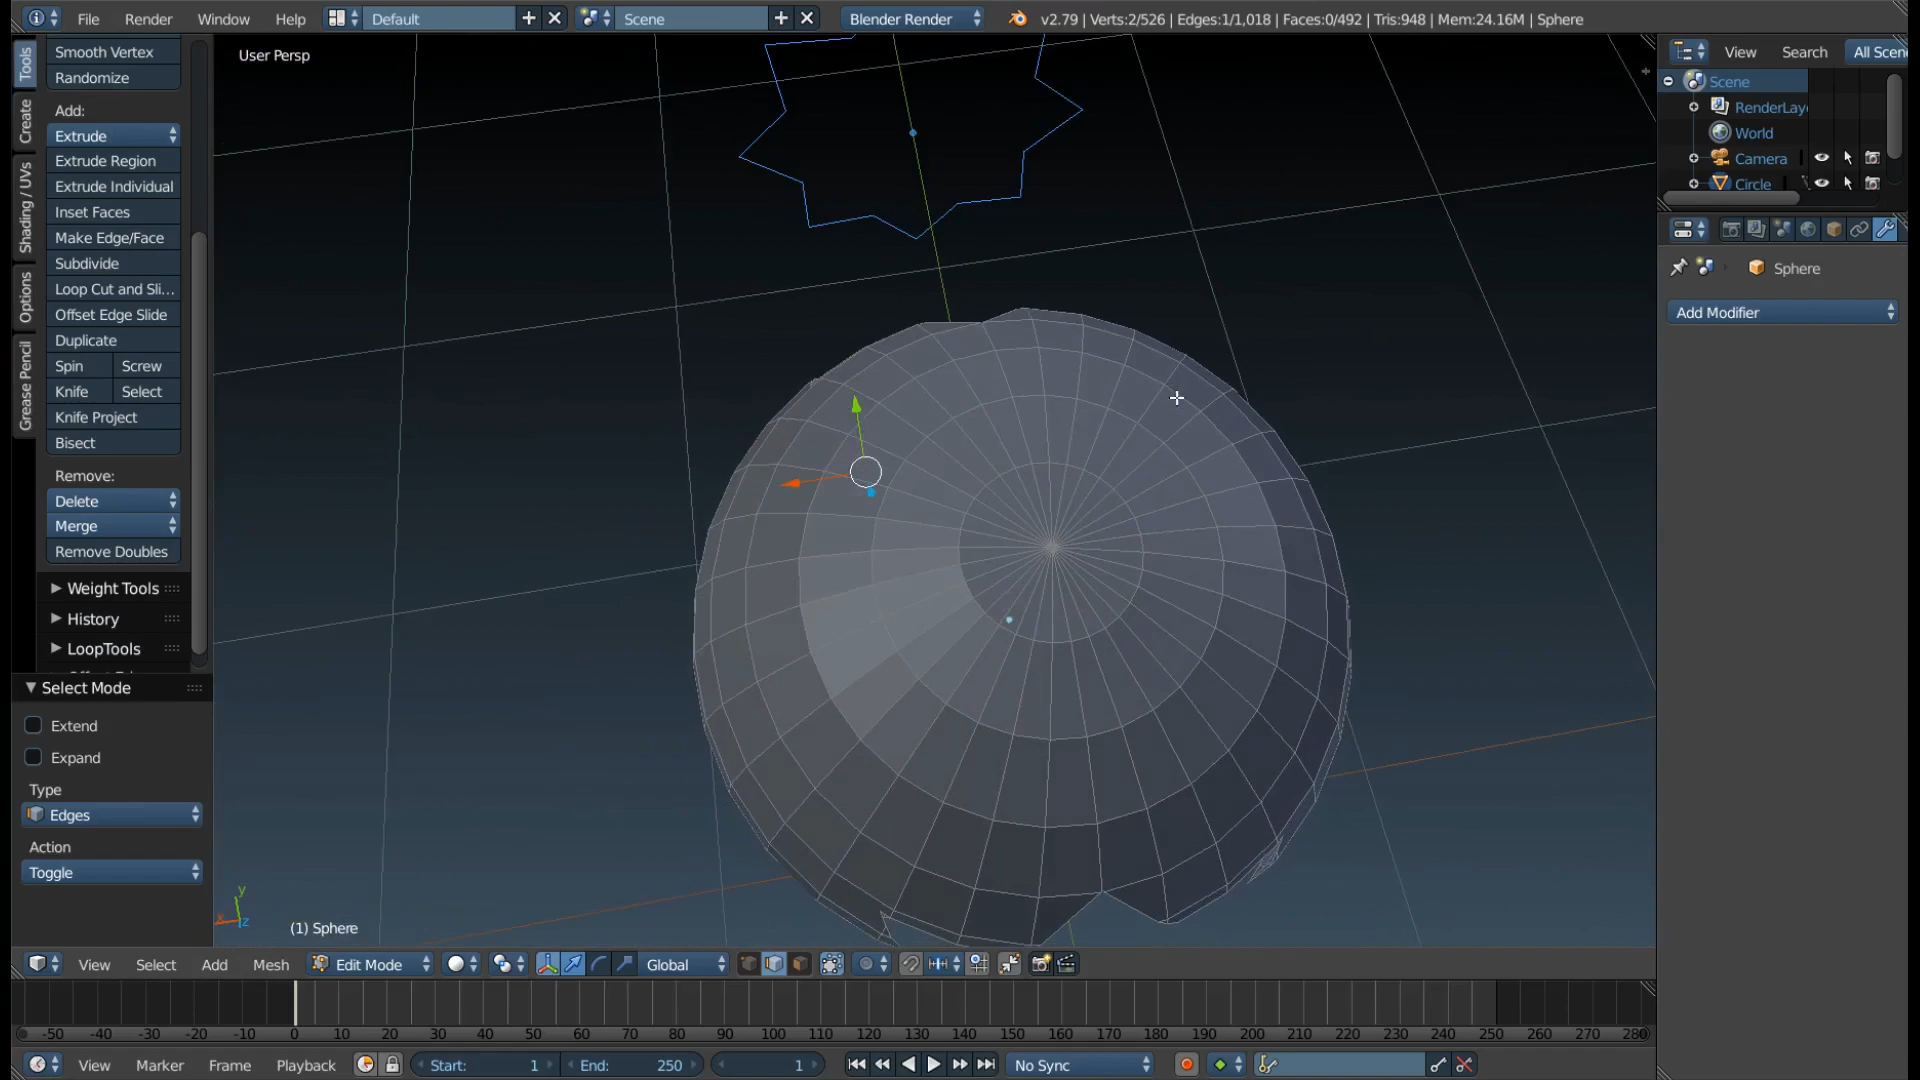 File Render Window Help Default Scene Blender Render v2.79 | Verts:2/526 | Edges:1/1,018 | Faces:0/492 | Tris:948 | Mem:24.16M | Sphere
Tools
Create
Shading / UVs
Options
Grease Pencil
Smooth Vertex
Randomize
Add:
Extrude
Extrude Region
Extrude Individual
Inset Faces
Make Edge/Face
Subdivide
Loop Cut and Sli...
Offset Edge Slide
Duplicate
Spin Screw
Knife Select
Knife Project
Bisect
Remove:
Delete
Merge
Remove Doubles
Weight Tools
History
LoopTools
Select Mode
Extend
Expand
Type
Edges
Action
Toggle
User Persp
y
x
z
(1) Sphere
View Search All Scen
Scene
RenderLay
World
Camera
Circle
Sphere
Add Modifier
View Select Add Mesh Edit Mode Global
-50 -40 -30 -20 -10 0 10 20 30 40 50 60 70 80 90 100 110 120 130 140 150 160 170 180 190 200 210 220 230 240 250 260 270 280
View Marker Frame Playback Start: 1 End: 250 1 No Sync